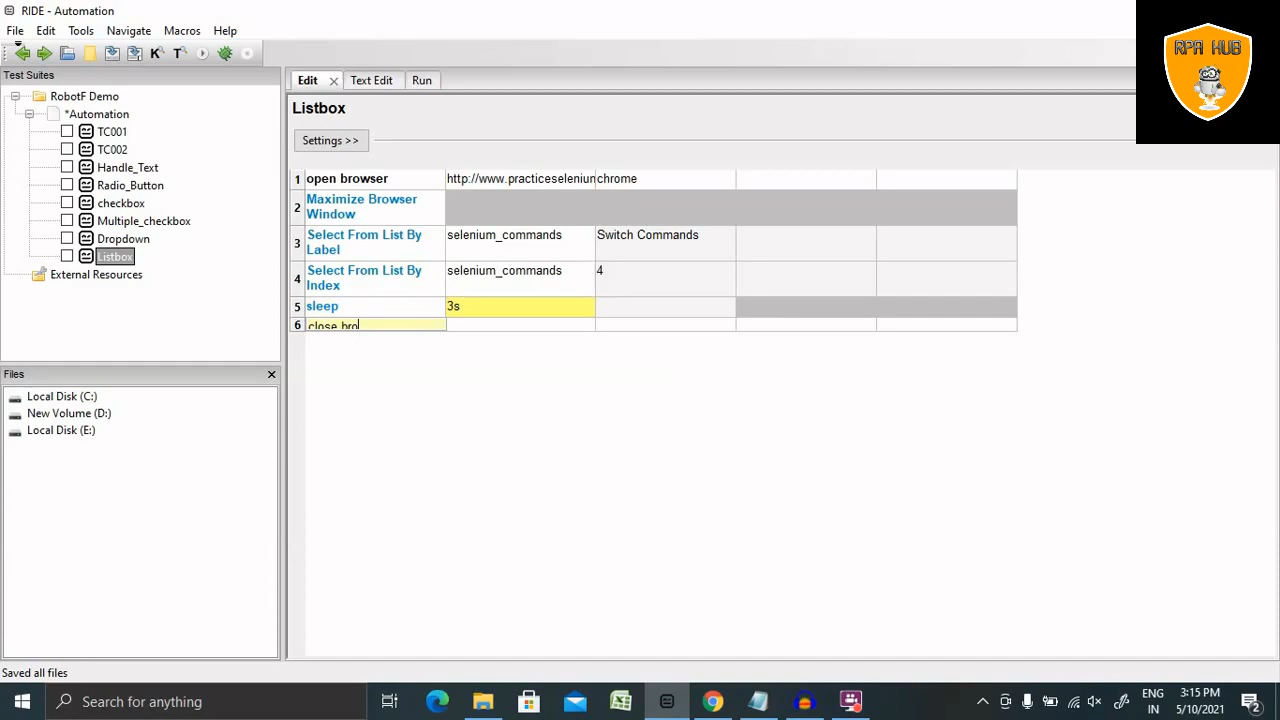 RIDE - Automation
File Edit Tools Navigate Macros Help
RPA HUB
Test Suites
RobotF Demo
*Automation
TC001
TC002
Handle_Text
Radio_Button
checkbox
Multiple_checkbox
Dropdown
Listbox
External Resources
Files
Local Disk (C:)
New Volume (D:)
Local Disk (E:)
Edit Text Edit Run
Listbox
Settings >>
1 open browser http://www.practiceselenium chrome
2 Maximize Browser
Window
3 Select From List By
Label selenium_commands Switch Commands
4 Select From List By
Index selenium_commands 4
5 sleep 3s
6 close bro
Saved all files
Search for anything
ENG
IN
3:15 PM
5/10/2021
2